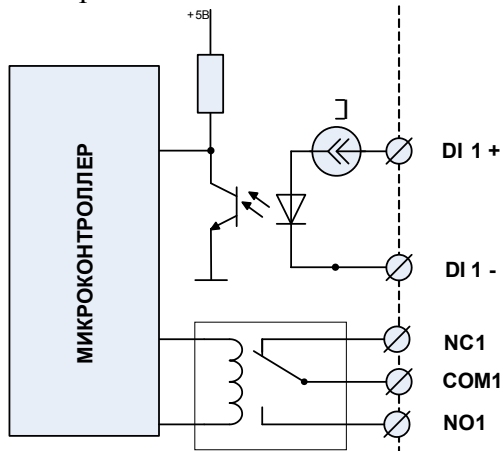 +5В
J
DI 1 +
МИКРОКОНТРОЛЛЕР
DI 1 -
NC1
COM1
NO1